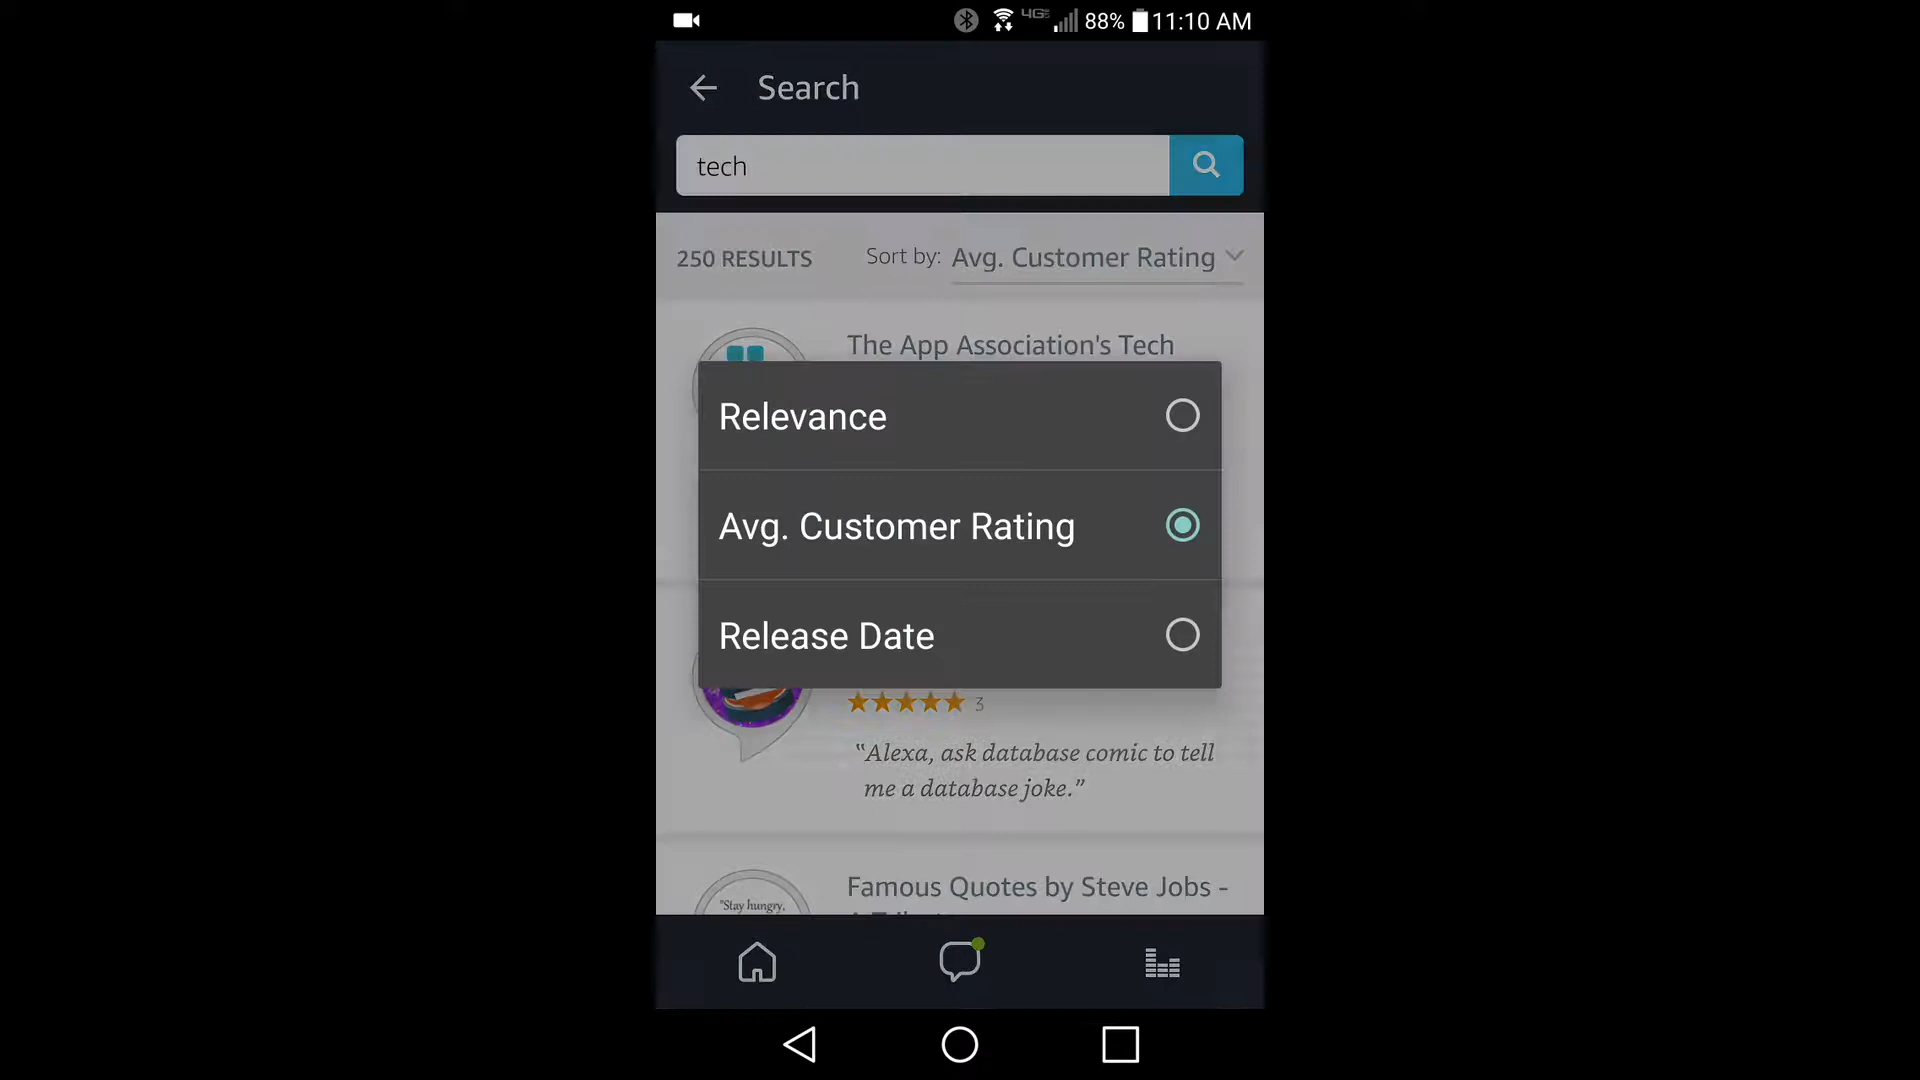 4G 88% 11:10 AM
Search
tech
250 RESULTS Sort by: Avg. Customer Rating
The App Association's Tech
Relevance
Avg. Customer Rating
Release Date
3
“Alexa, ask database comic to tell
me a database joke.”
Famous Quotes by Steve Jobs -
"Stay hungry,